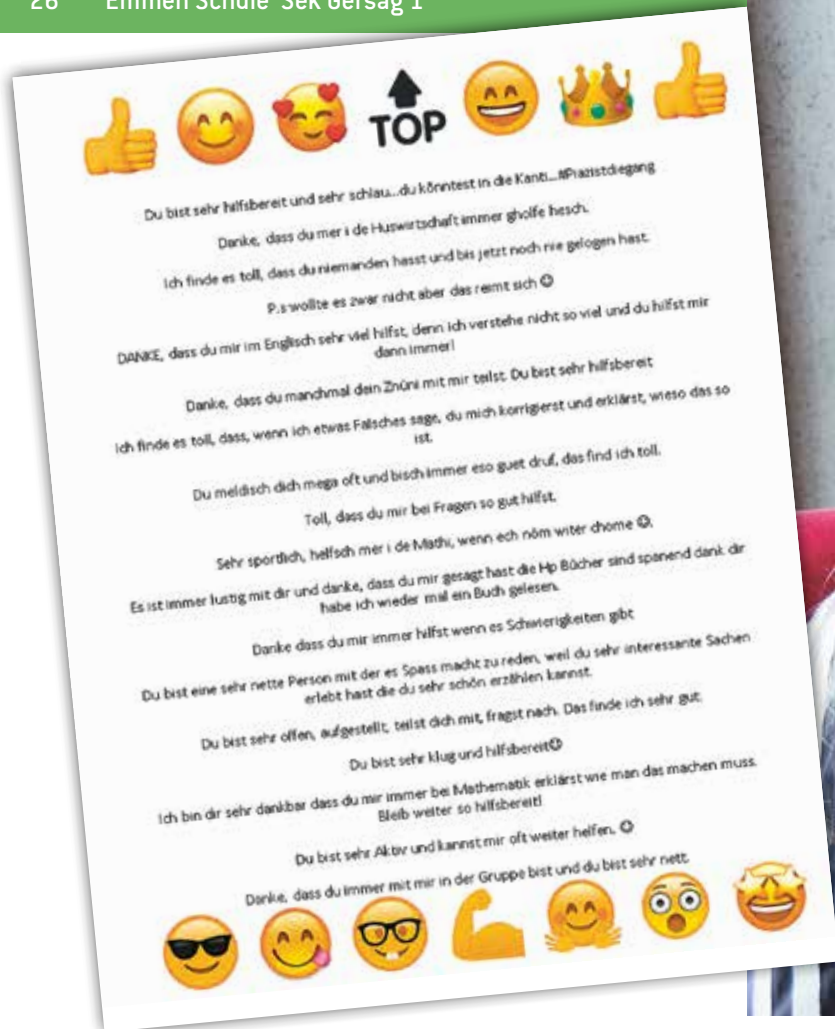 26 Emmen Schule Sek Gersag 1
TOP
Du bist sehr hilfsbereit und sehr schlau...du könntest in die Kanti...#Piazistdiegang
Danke, dass du mer i de Huswirtschaft immer gholfe hesch.
Ich finde es toll, dass du niemanden hasst und bis jetzt noch nie gelogen hast.
P.s wollte es zwar nicht aber das reimt sich ☺
DANKE, dass du mir im Englisch sehr viel hilfst, denn ich verstehe nicht so viel und du hilfst mir
dann immer!
Danke, dass du manchmal dein Znüni mit mir teilst. Du bist sehr hilfsbereit
Ich finde es toll, dass, wenn ich etwas Falsches sage, du mich korrigierst und erklärst, wieso das so
ist.
Du meldisch dich mega oft und bisch immer eso guet druf, das find ich toll.
Toll, dass du mir bei Fragen so gut hilfst.
Sehr sportlich, helfsch mer i de Mathi, wenn ech nöm witer chome ☺.
Es ist immer lustig mit dir und danke, dass du mir gesagt hast die Hp Bücher sind spanend dank dir
habe ich wieder mal ein Buch gelesen.
Danke dass du mir immer hilfst wenn es Schwierigkeiten gibt
Du bist eine sehr nette Person mit der es Spass macht zu reden, weil du sehr interessante Sachen
erlebt hast die du sehr schön erzählen kannst.
Du bist sehr offen, aufgestellt, teilst dich mit, fragst nach. Das finde ich sehr gut.
Du bist sehr klug und hilfsbereit☺
Ich bin dir sehr dankbar dass du mir immer bei Mathematik erklärst wie man das machen muss.
Bleib weiter so hilfsbereit!
Du bist sehr Aktiv und kannst mir oft weiter helfen. ☺
Danke, dass du immer mit mir in der Gruppe bist und du bist sehr nett